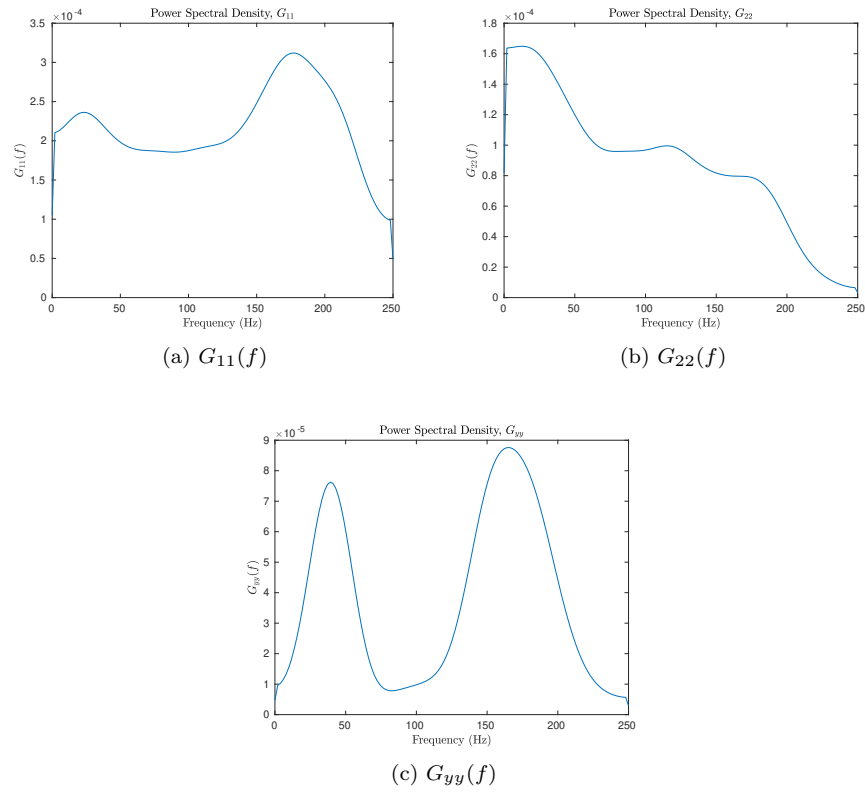 ×10⁻⁴ Power Spectral Density, G₁₁
3.5
3
2.5
2
1.5
1
0.5
0
G₁₁(f)
0 50 100 150 200 250
Frequency (Hz)
(a) G₁₁(f)
×10⁻⁴ Power Spectral Density, G₂₂
1.8
1.6
1.4
1.2
1
0.8
0.6
0.4
0.2
0
G₂₂(f)
0 50 100 150 200 250
Frequency (Hz)
(b) G₂₂(f)
×10⁻⁵ Power Spectral Density, Gyy
9
8
7
6
5
4
3
2
1
0
Gyy(f)
0 50 100 150 200 250
Frequency (Hz)
(c) Gyy(f)